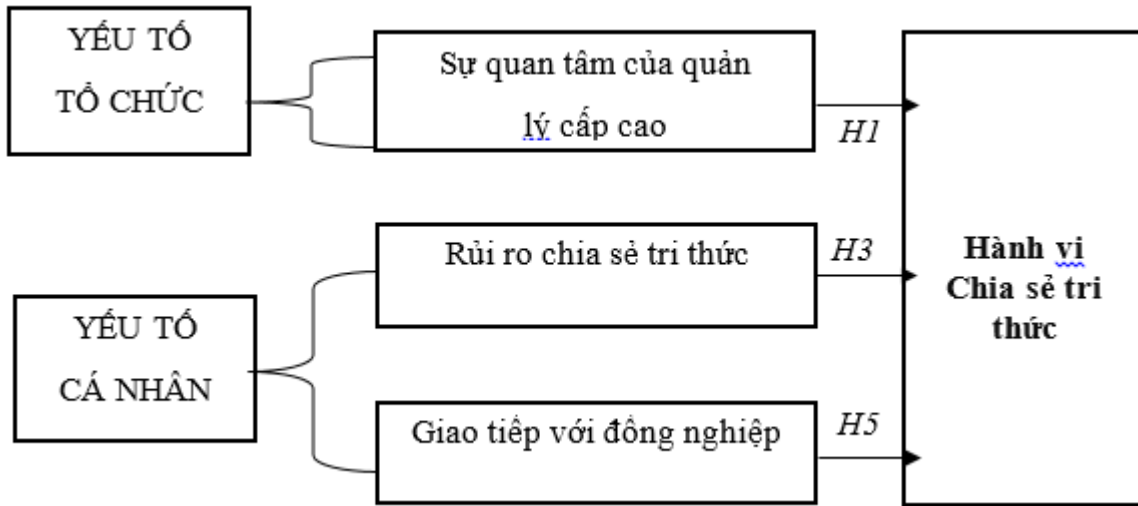 YẾU TỐ
TỔ CHỨC
Sự quan tâm của quản
lý cấp cao
H1
Rủi ro chia sẻ tri thức
H3
YẾU TỐ
CÁ NHÂN
Giao tiếp với đồng nghiệp
H5
Hành vi
Chia sẻ tri
thức